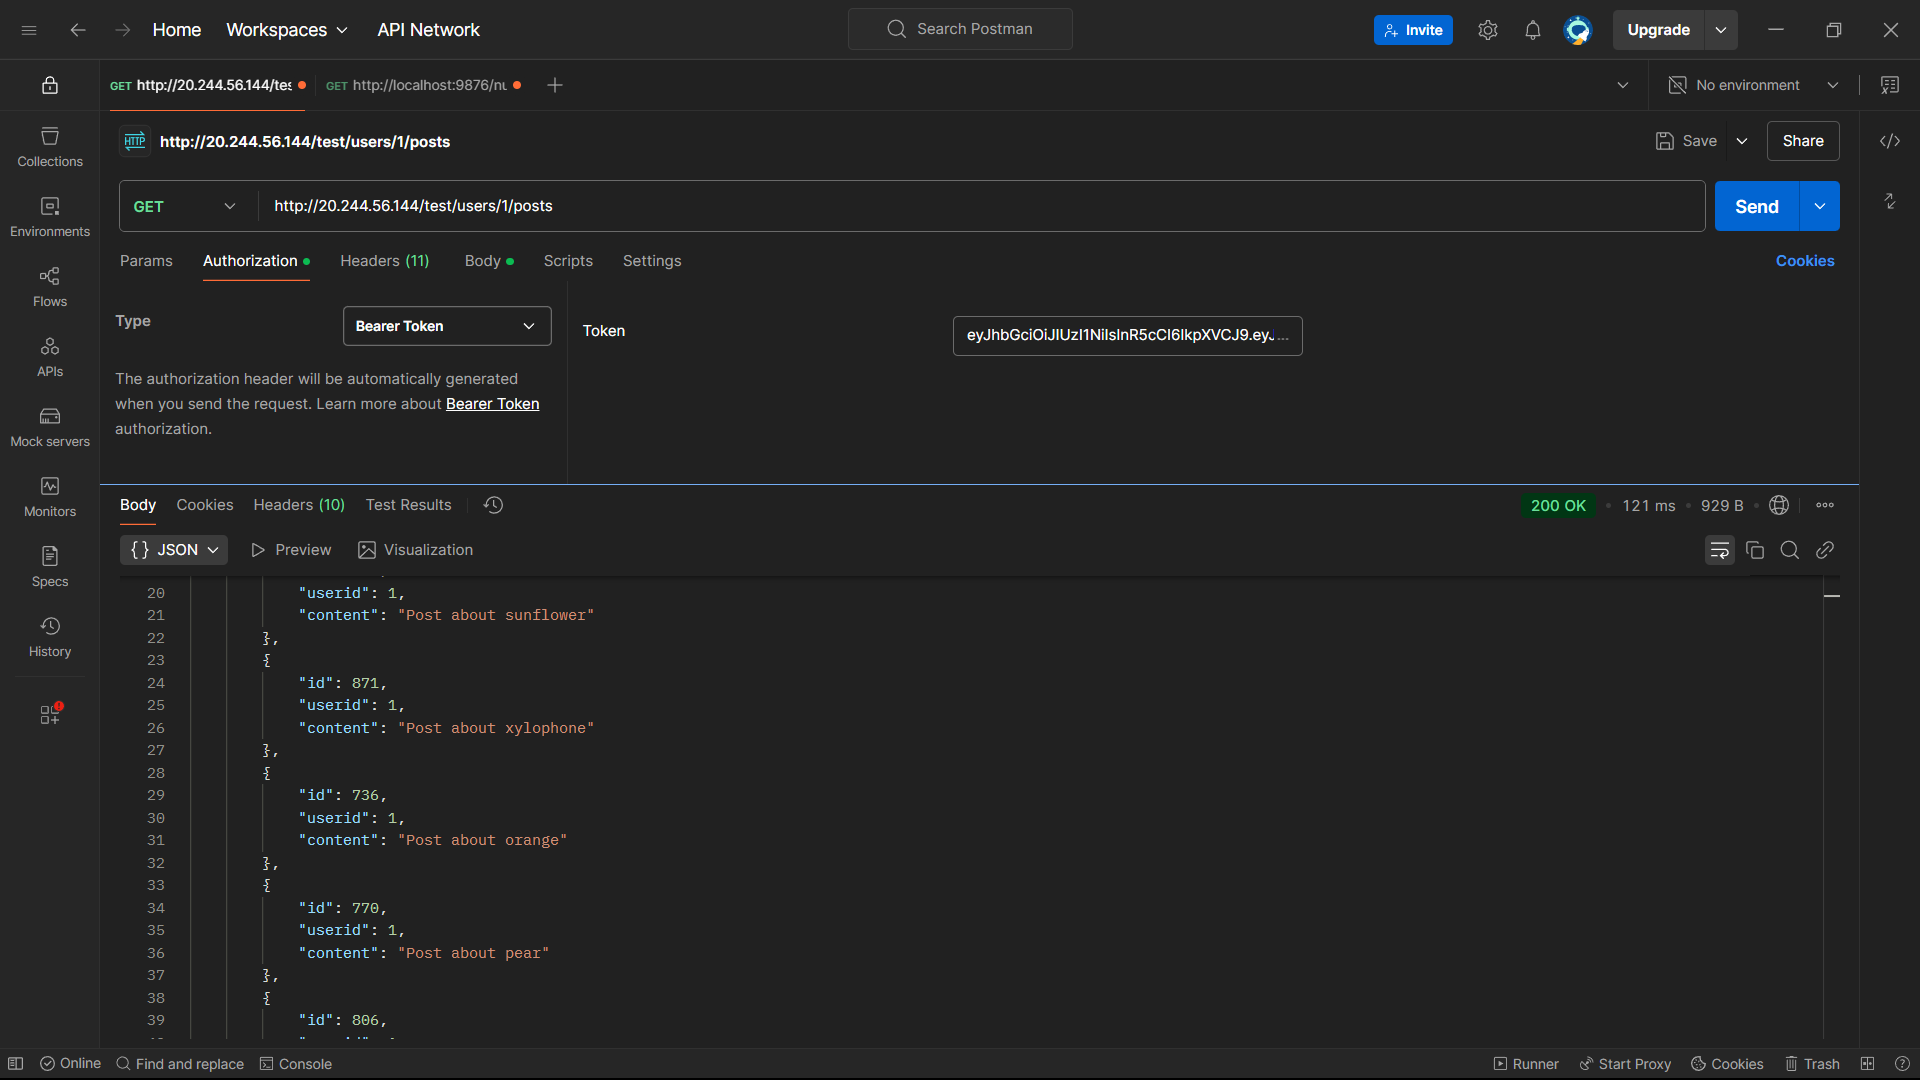 Home Workspaces API Network Search Postman Invite Upgrade
GET http://20.244.56.144/tes GET http://localhost:9876/nu No environment
HTTP http://20.244.56.144/test/users/1/posts Save Share
GET http://20.244.56.144/test/users/1/posts Send
Params Authorization Headers (11) Body Scripts Settings Cookies
Type Bearer Token Token eyJhbGciOiJIUzI1NiIsInR5cCI6IkpXVCJ9.eyJ...
The authorization header will be automatically generated
when you send the request. Learn more about Bearer Token
authorization.
Collections
Environments
Flows
APIs
Mock servers
Monitors
Specs
History
Body Cookies Headers (10) Test Results 200 OK • 121 ms • 929 B
{} JSON Preview Visualization
20 "userid": 1,
21 "content": "Post about sunflower"
22 },
23 {
24 "id": 871,
25 "userid": 1,
26 "content": "Post about xylophone"
27 },
28 {
29 "id": 736,
30 "userid": 1,
31 "content": "Post about orange"
32 },
33 {
34 "id": 770,
35 "userid": 1,
36 "content": "Post about pear"
37 },
38 {
39 "id": 806,
Online Find and replace Console Runner Start Proxy Cookies Trash